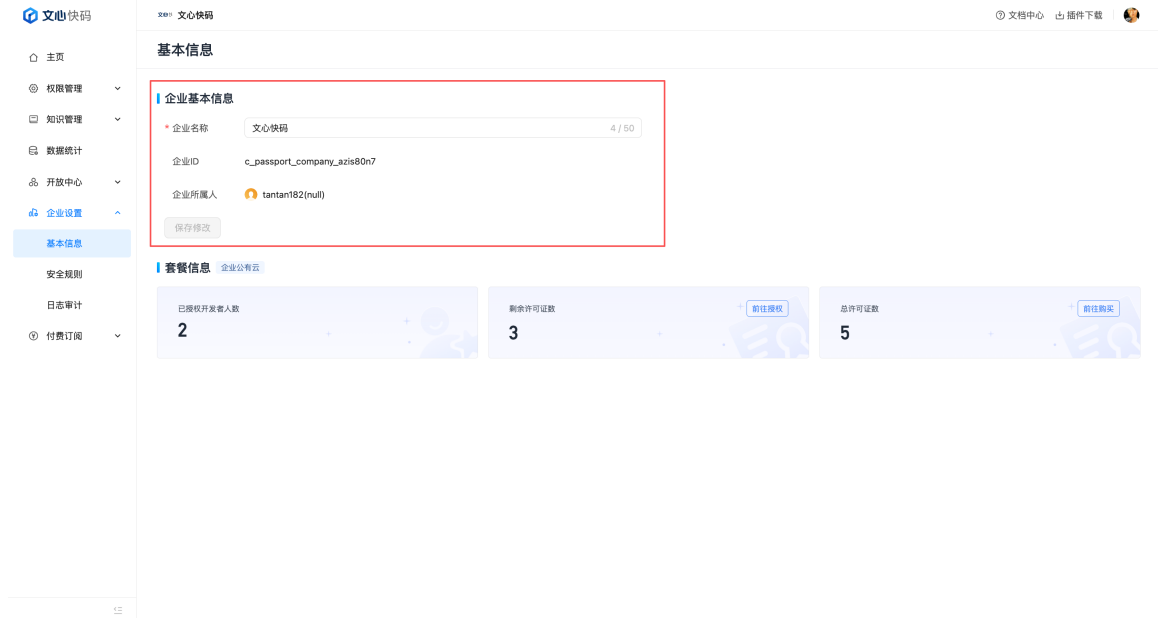 文心快码
文心快码
文档中心
插件下载
主页
权限管理
知识管理
数据统计
开放中心
企业设置
基本信息
安全规则
日志审计
付费订阅
基本信息
企业基本信息
* 企业名称
文心快码
4 / 50
企业ID
c_passport_company_azis80n7
企业所属人
tantan182(null)
保存修改
套餐信息
企业公有云
已授权开发者人数
2
剩余许可证数
前往授权
3
总许可证数
前往购买
5